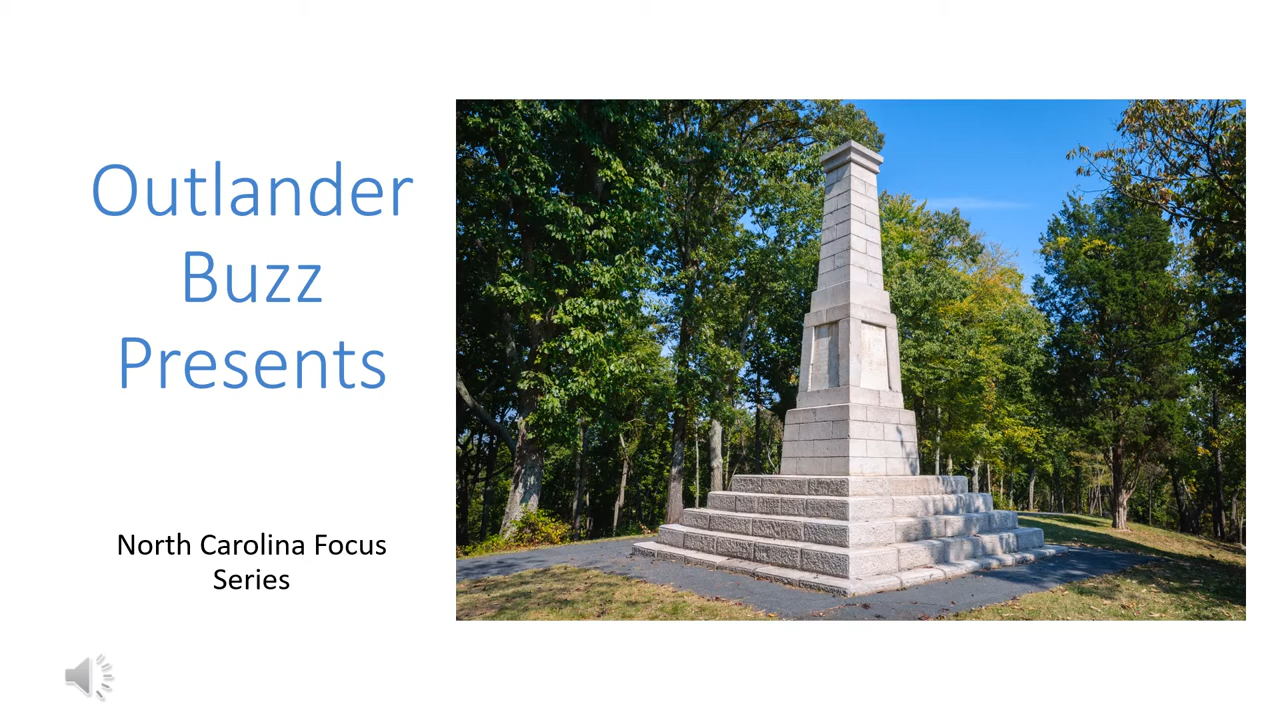 Outlander
Buzz
Presents
North Carolina Focus
Series